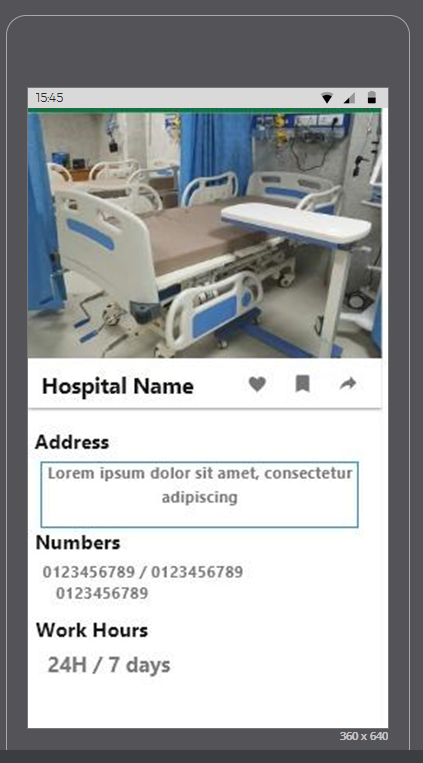 15:45
Hospital Name
Address
Lorem ipsum dolor sit amet, consectetur
adipiscing
Numbers
0123456789 / 0123456789
0123456789
Work Hours
24H / 7 days
360 x 640